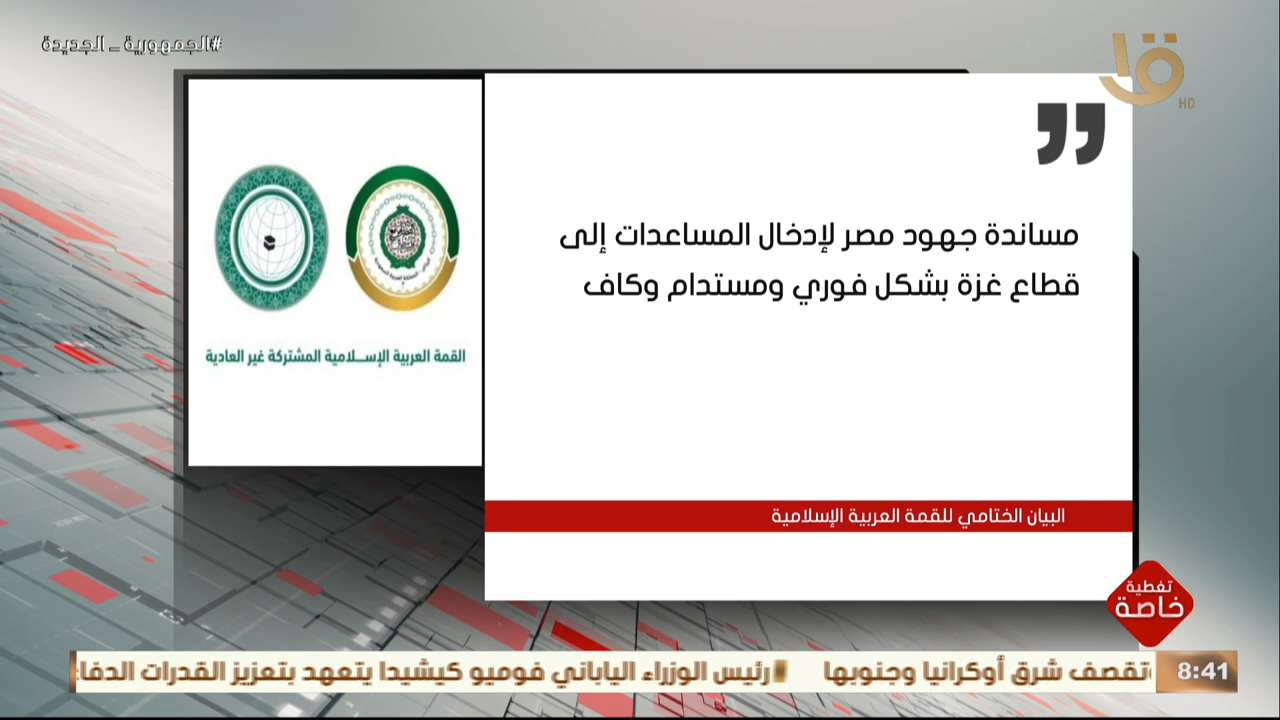 #الجمهورية_الجديدة
HD
مساندة جهود مصر لإدخال المساعدات إلى
قطاع غزة بشكل فوري ومستدام وكاف
القمة العربية الإســلامية المشتركة غير العادية
البيان الختامي للقمة العربية الإسلامية
تغطية
خاصة
تقصف شرق أوكرانيا وجنوبها رئيس الوزراء الياباني فوميو كيشيدا يتعهد بتعزيز القدرات الدفا
8:41